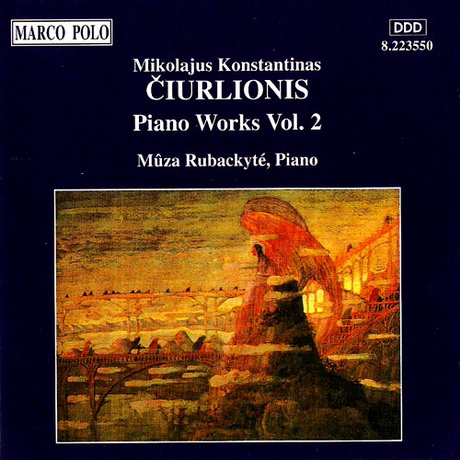 MARCO POLO
DDD
8.223550
Mikolajus Konstantinas
ČIURLIONIS
Piano Works Vol. 2
Mûza Rubackyté, Piano